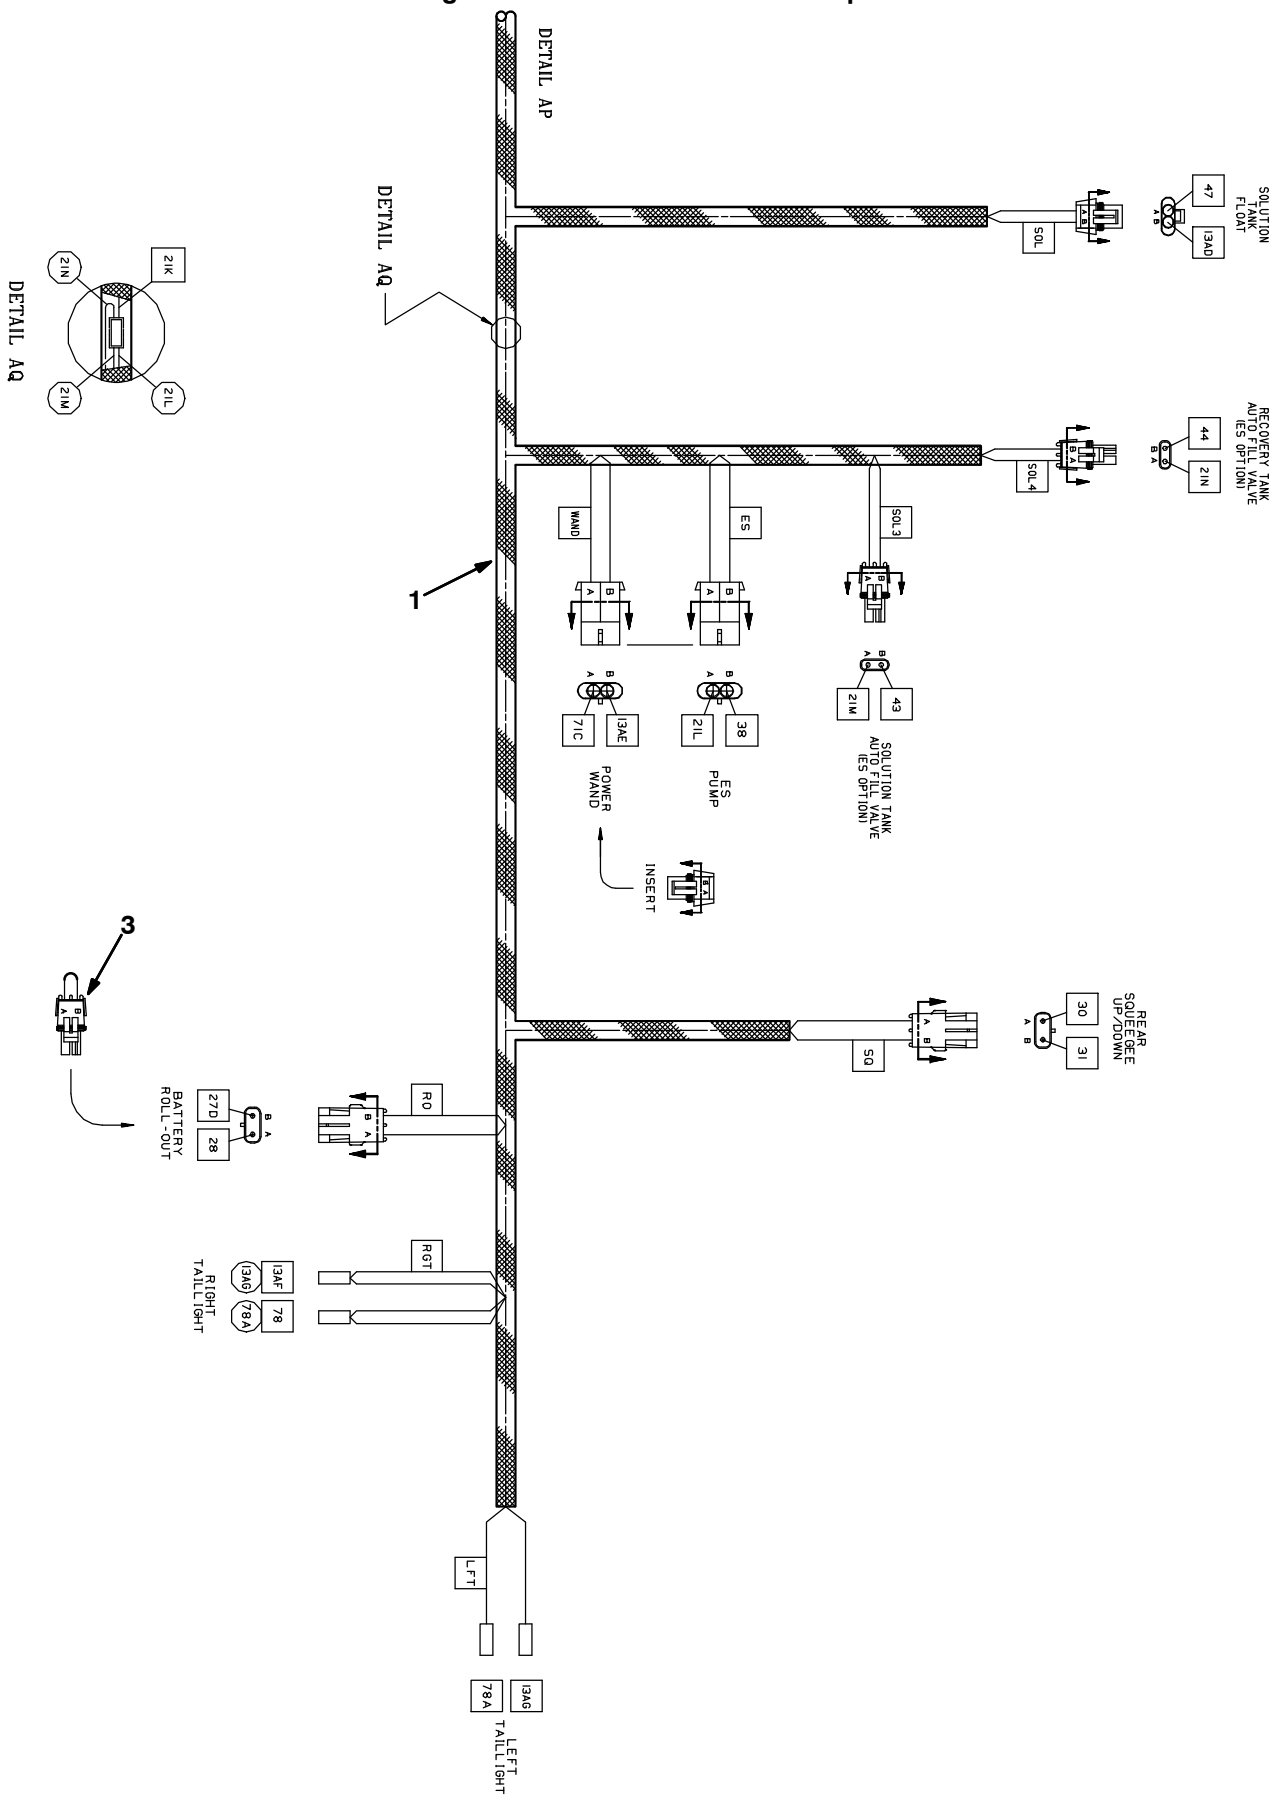 DETAIL AP
SOLUTION
TANK
FLOAT
47
13AD
A B
A B
SOL
DETAIL AQ
21K
21N
21M
21L
DETAIL AQ
RECOVERY TANK
AUTO FILL VALVE
(ES OPTION)
44
21N
B A
B A
SOL4
SOL3
B
A
B
A
43
21M
SOLUTION TANK
AUTO FILL VALVE
(ES OPTION)
ES
B
A
B
A
38
21L
ES
PUMP
WAND
B
A
B
A
13AE
71C
POWER
WAND
INSERT
B A
1
REAR
SQUEEGEE
UP/DOWN
30
31
A B
A B
SQ
3
B
A
BATTERY
ROLL-OUT
27D
28
B A
B A
RO
RGT
13AF
13AG
78
78A
RIGHT
TAILLIGHT
LFT
13AG
78A
LEFT
TAILLIGHT